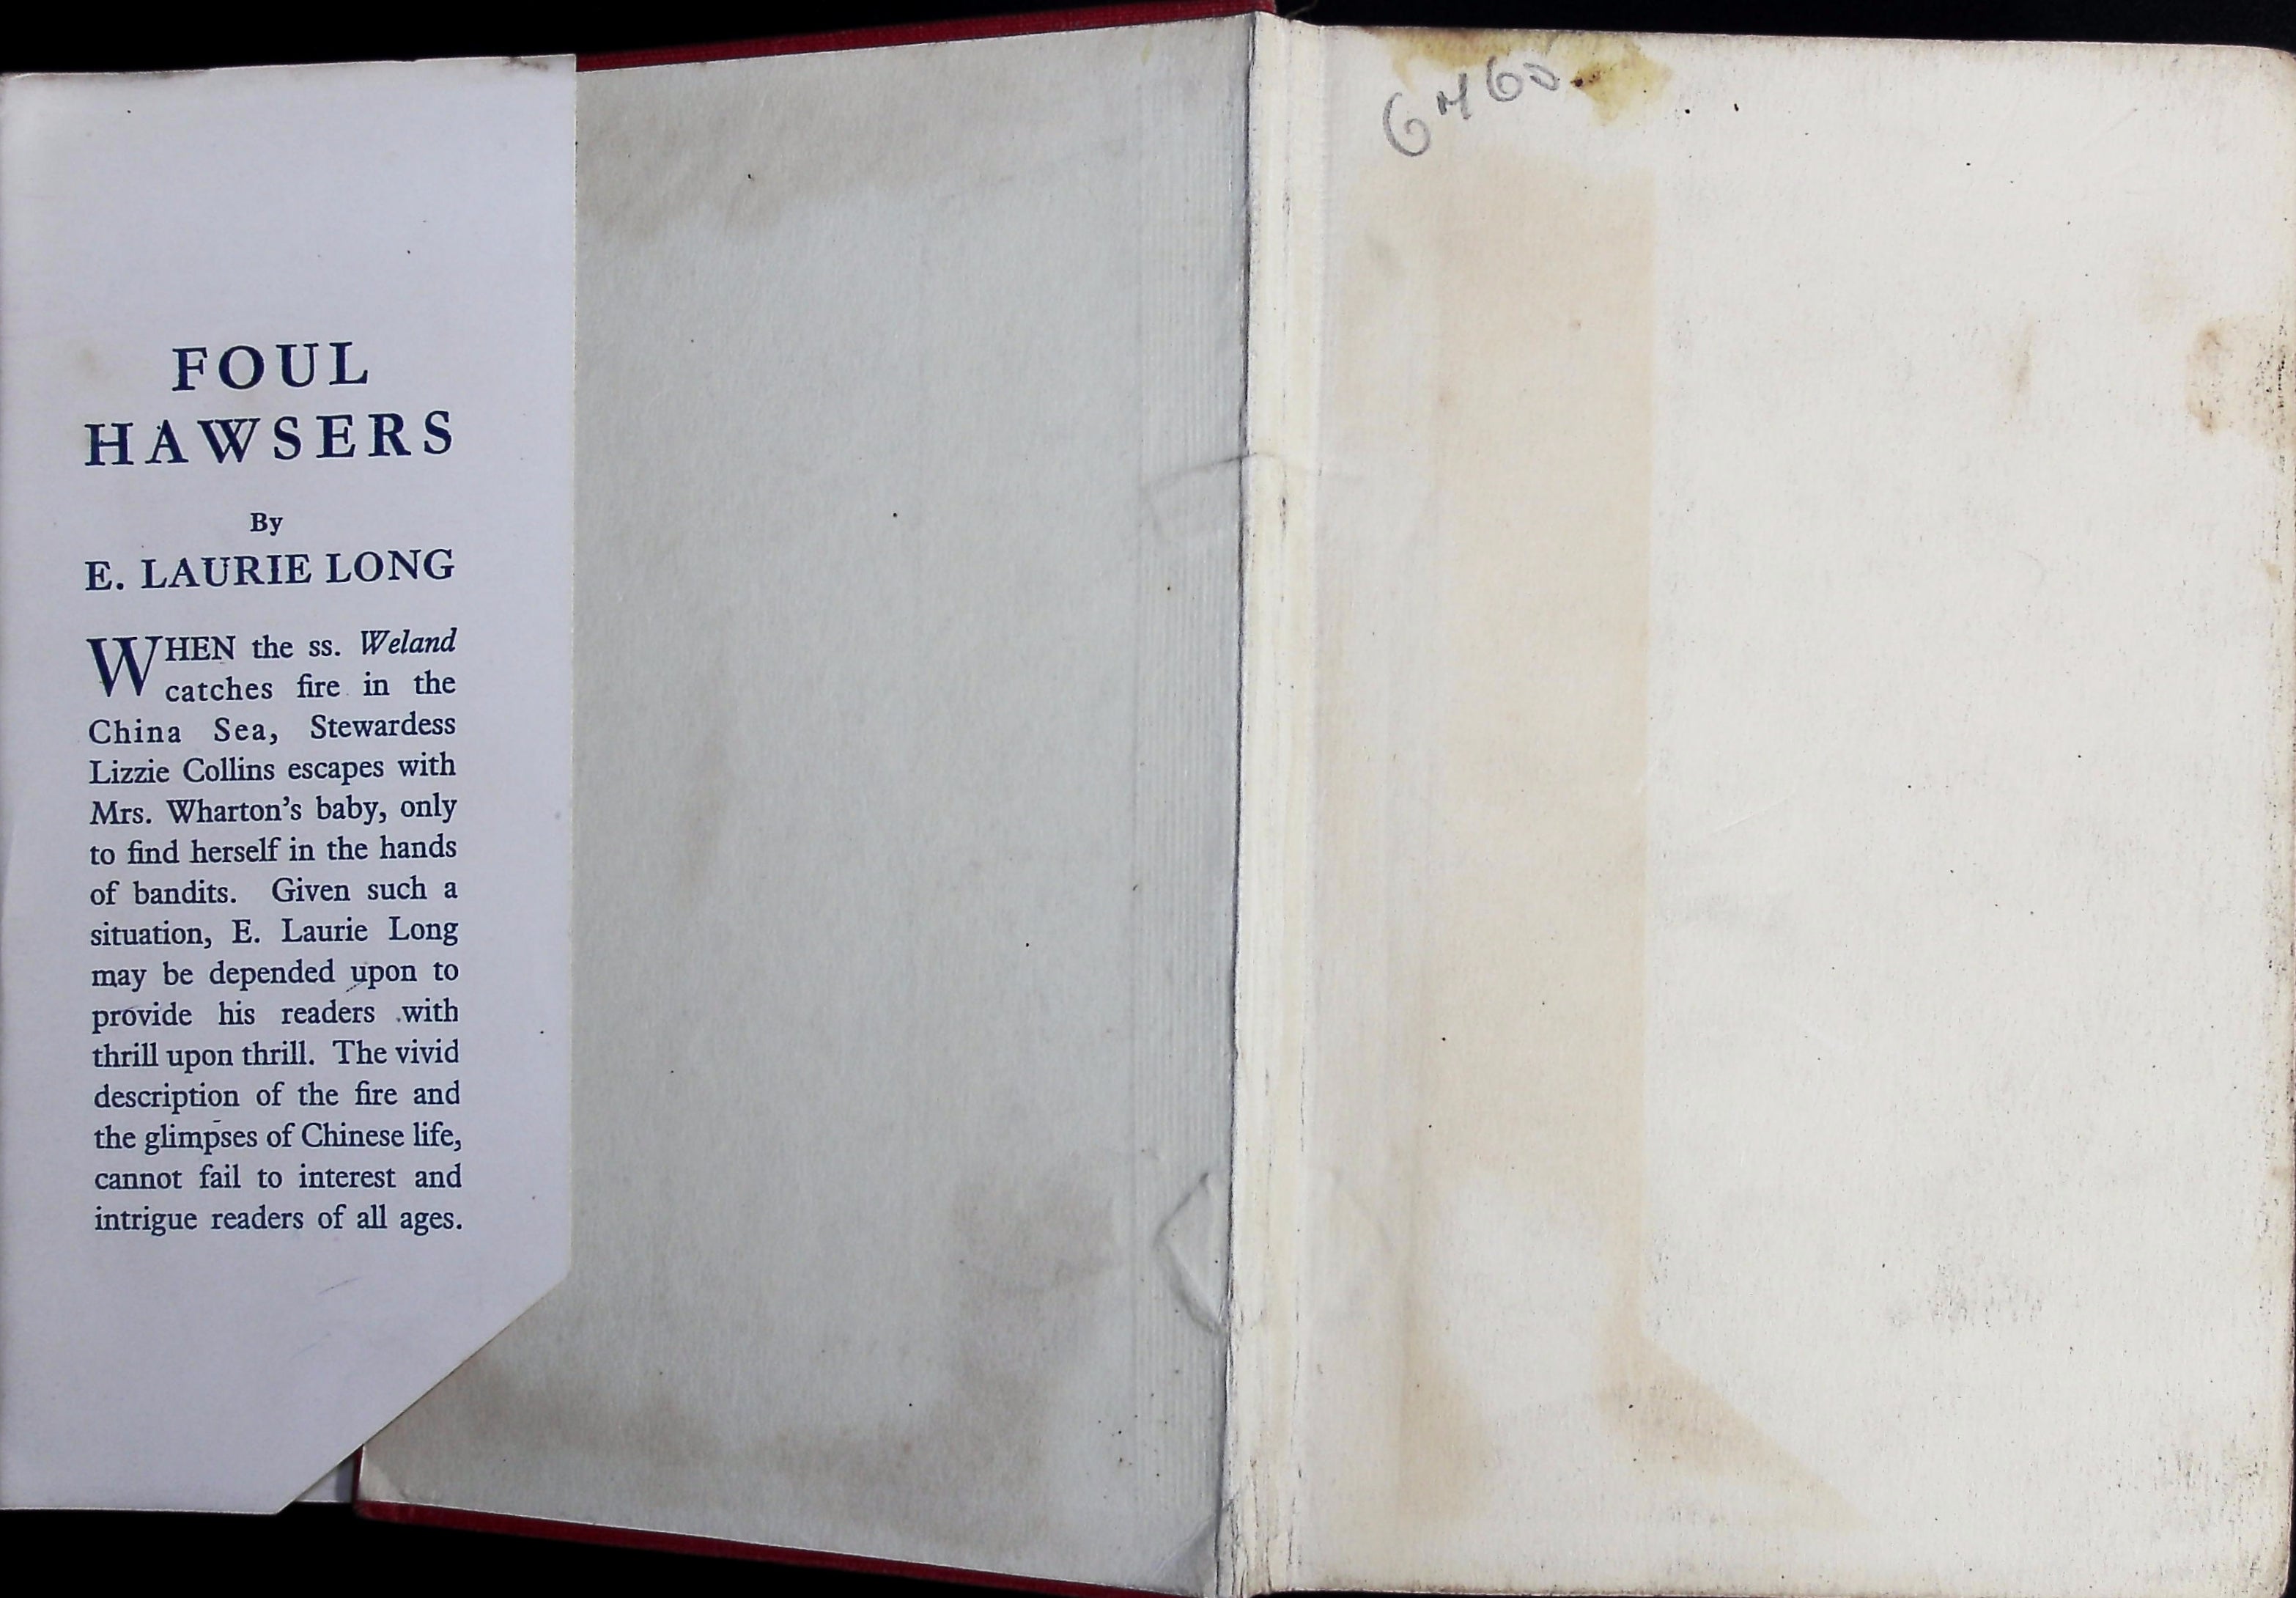 FOUL
HAWSERS
By
E. LAURIE LONG
WHEN the ss. Weland
catches fire in the
China Sea, Stewardess
Lizzie Collins escapes with
Mrs. Wharton's baby, only
to find herself in the hands
of bandits. Given such a
situation, E. Laurie Long
may be depended upon to
provide his readers with
thrill upon thrill. The vivid
description of the fire and
the glimpses of Chinese life,
cannot fail to interest and
intrigue readers of all ages.